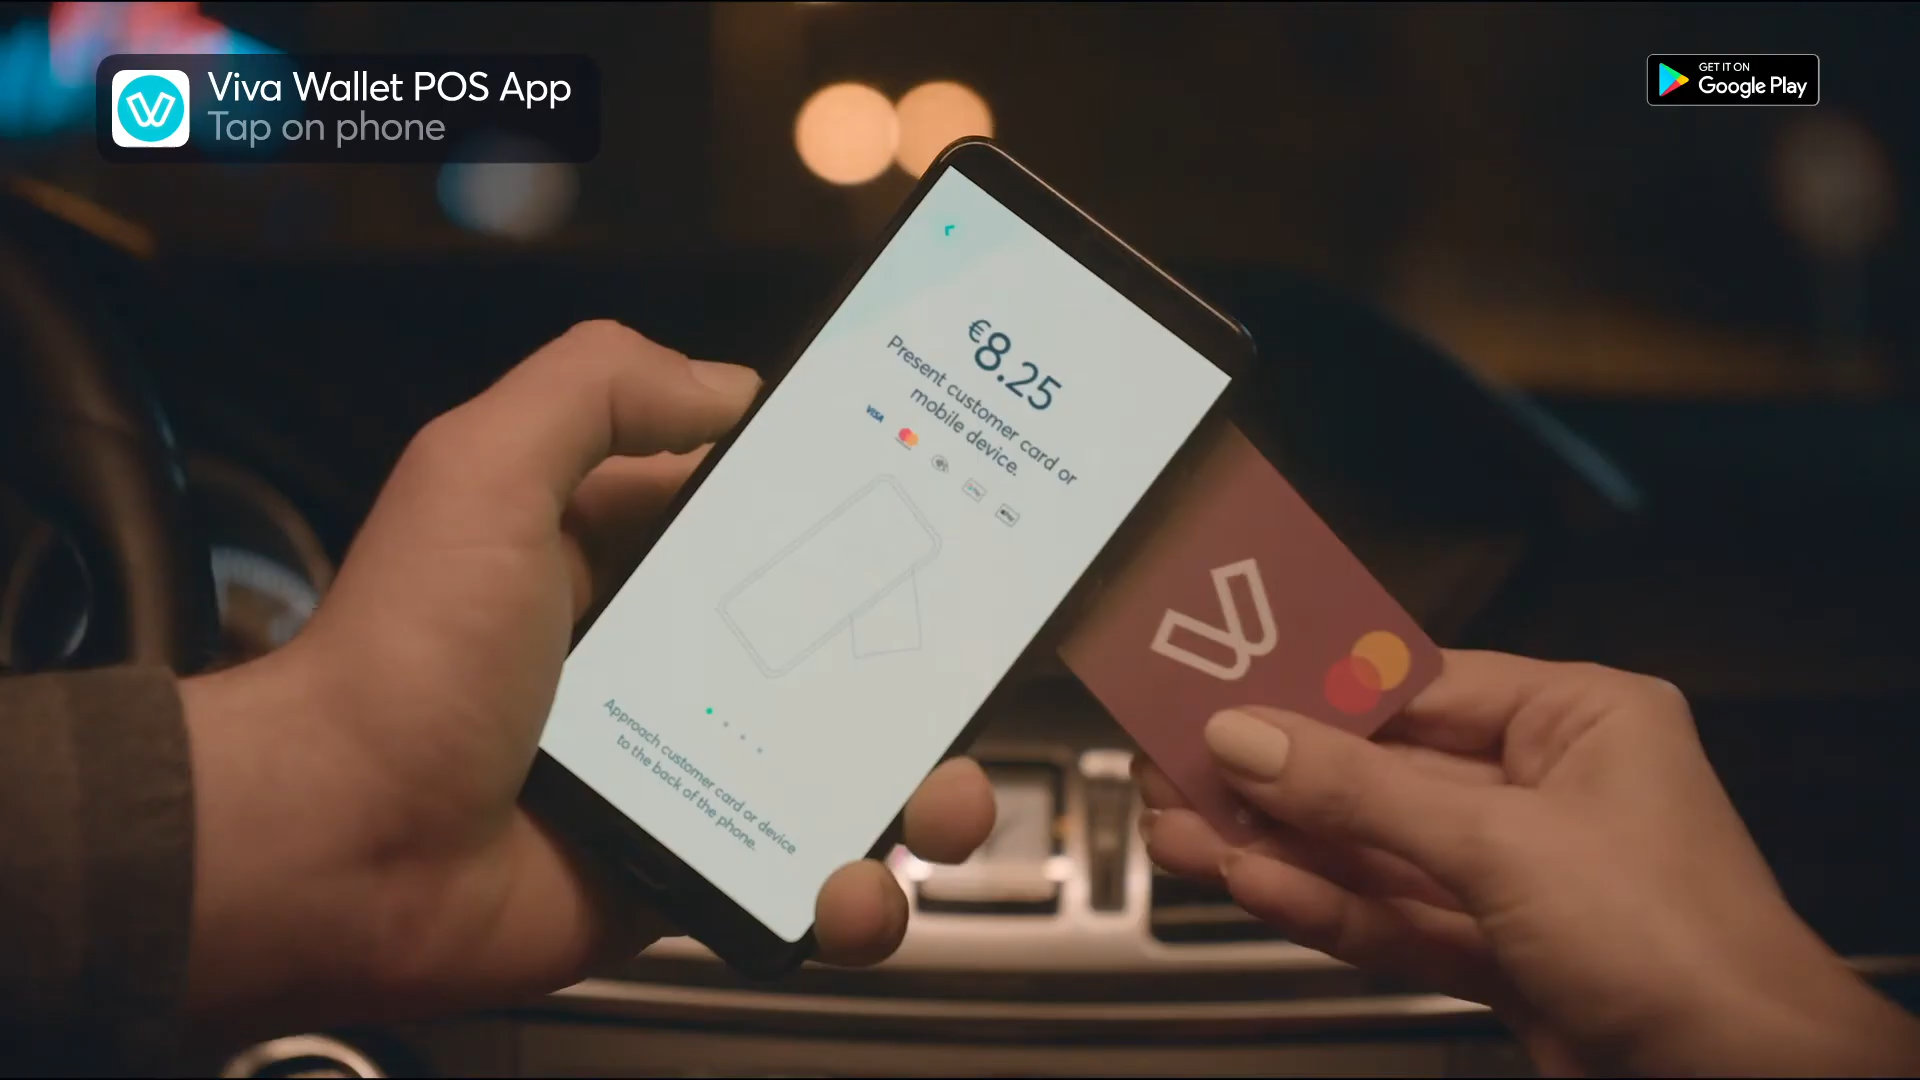 Viva Wallet POS App
Tap on phone
GET IT ON
Google Play
€8.25
Present customer card or
mobile device.
VISA
Approach customer card or device
to the back of the phone.